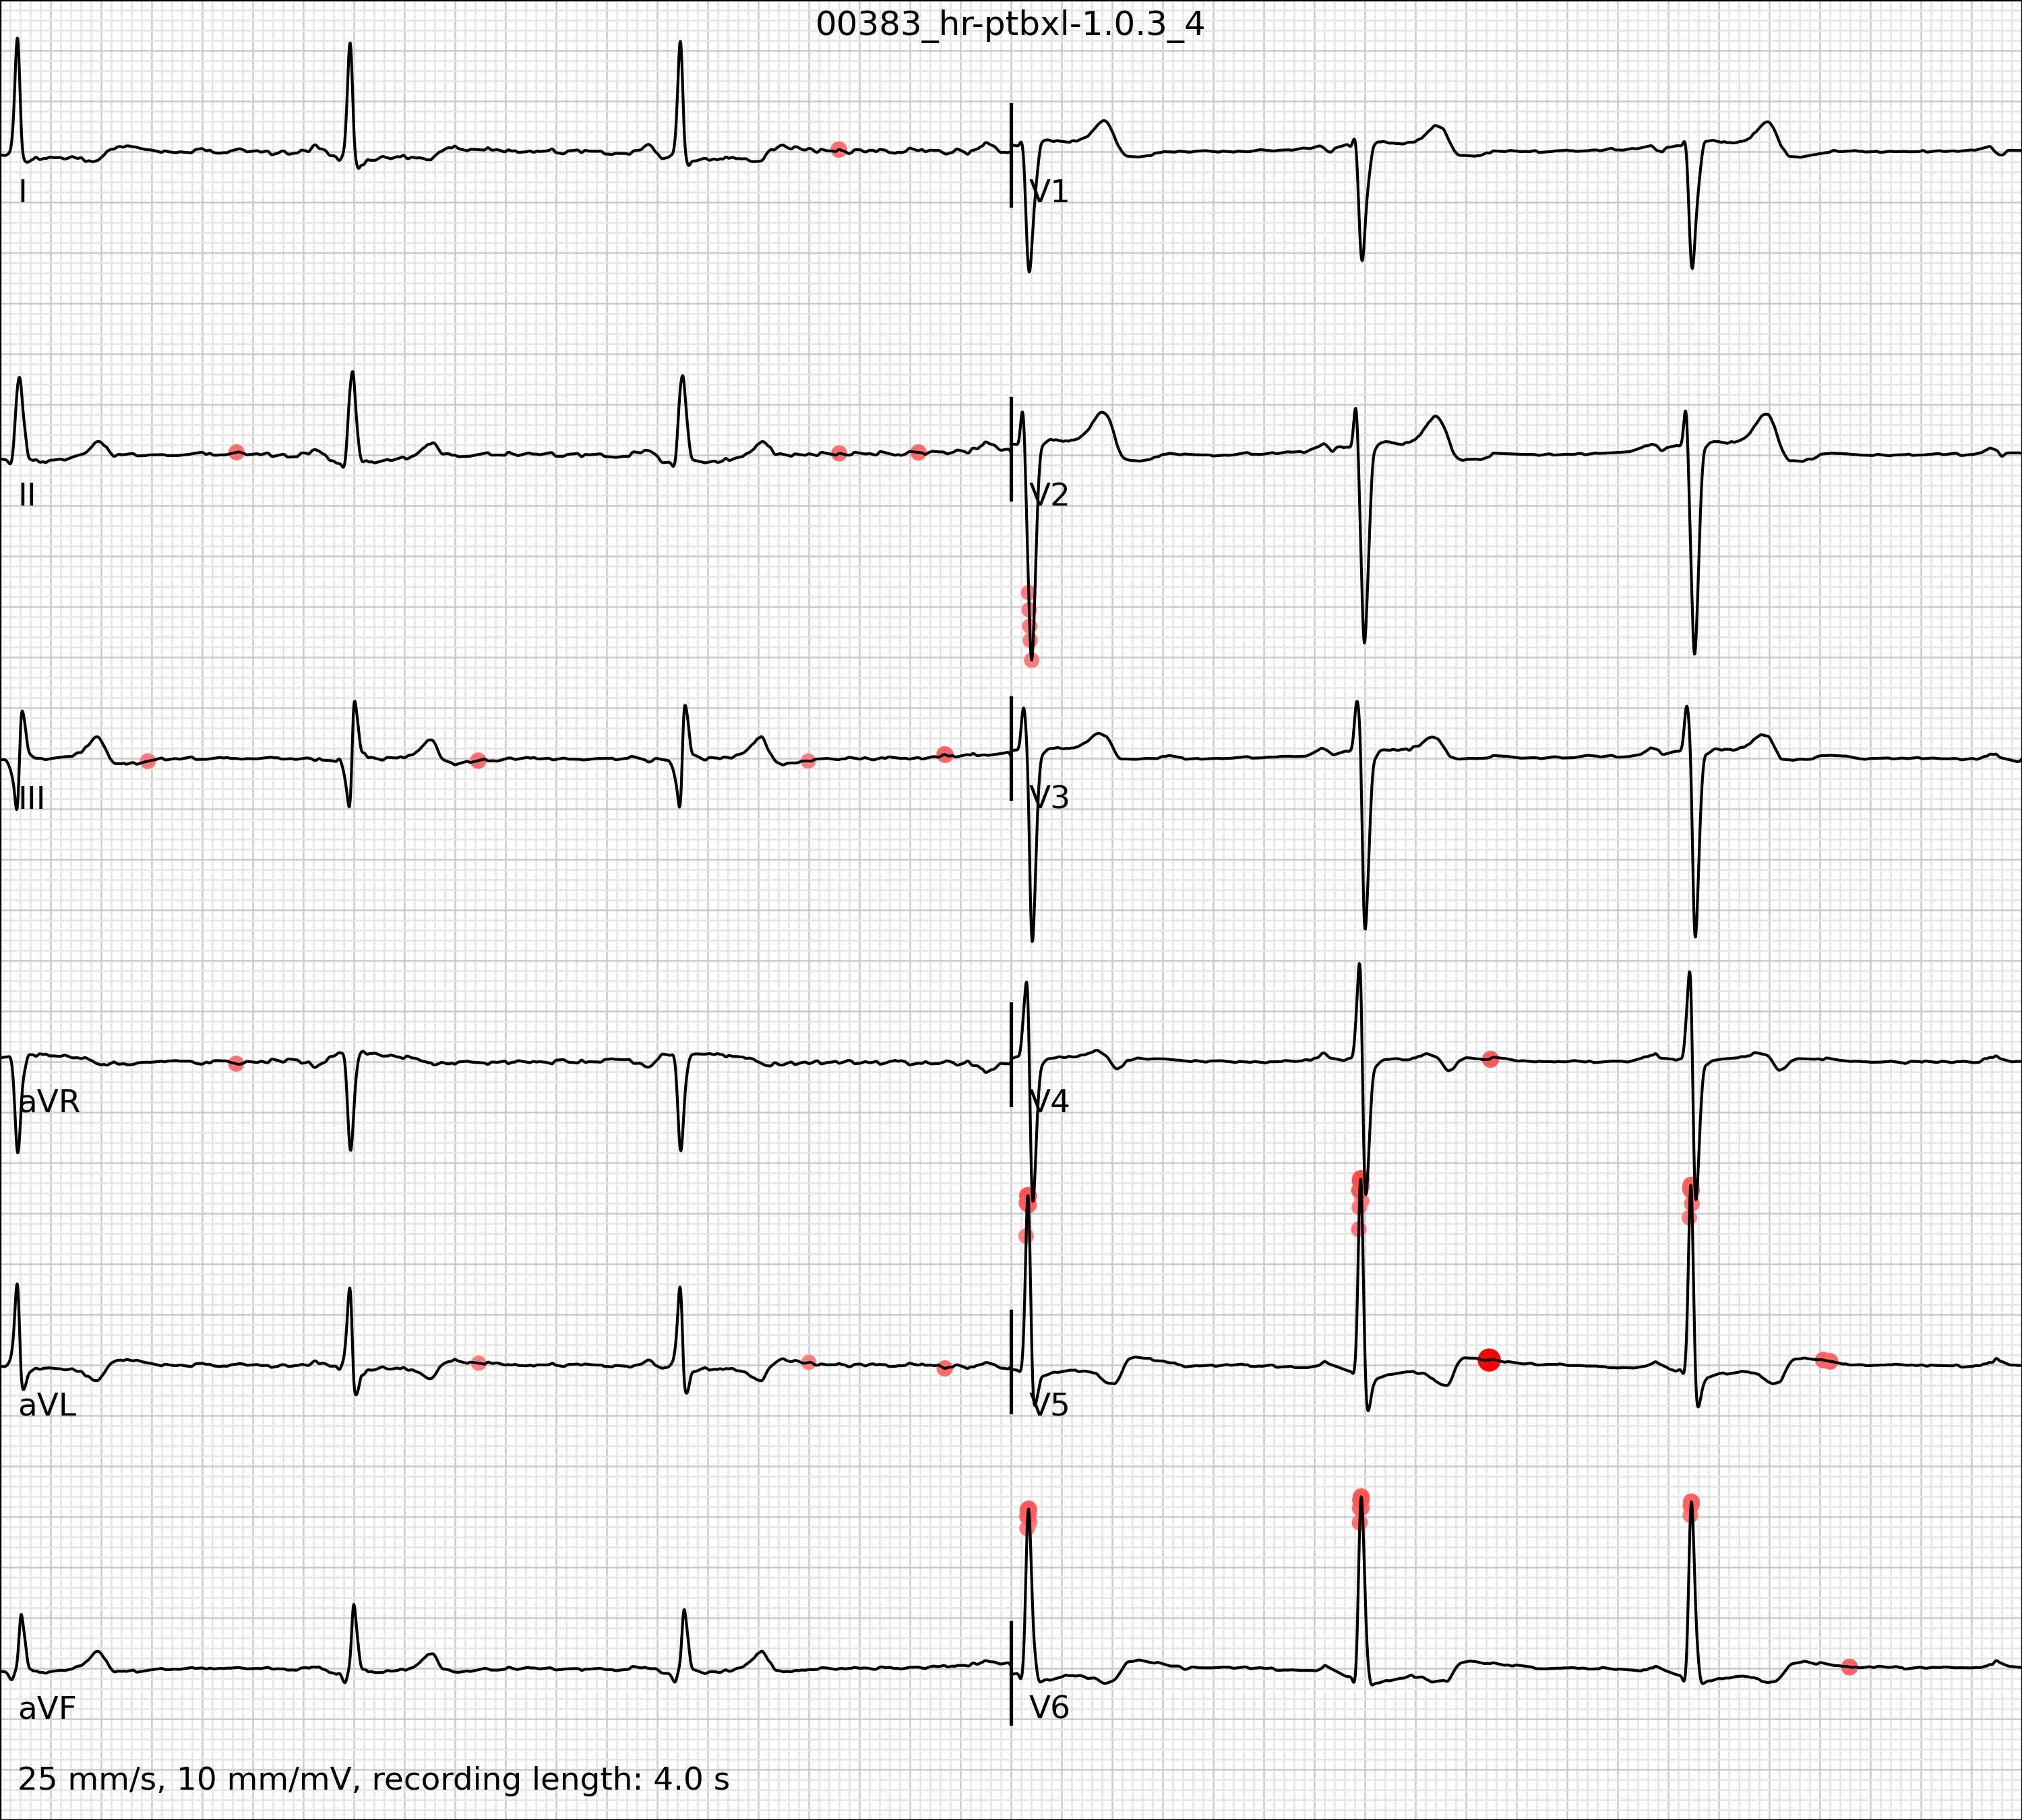 00383_hr-ptbxl-1.0.3_4
I
V1
II
V2
III
V3
aVR
V4
aVL
V5
aVF
V6
25 mm/s, 10 mm/mV, recording length: 4.0 s